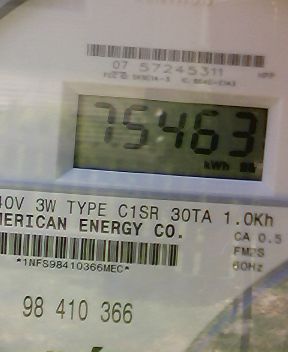 07 57245311
75463
kWh
40V 3W TYPE C1SR 30TA 1.0Kh
MERICAN ENERGY CO.
CA 0.5
FM2S
60Hz
*1NFS98410366MEC*
98 410 366